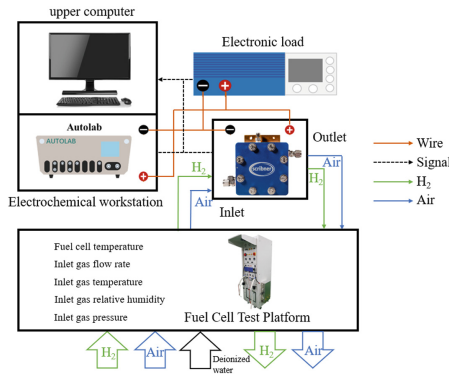 upper computer
Electronic load
Autolab
AUTOLAB
Electrochemical workstation
scribner
Outlet
Air
H2
H2
Air
Inlet
Wire
Signal
H2
Air
Fuel cell temperature
Inlet gas flow rate
Inlet gas temperature
Inlet gas relative humidity
Inlet gas pressure
Fuel Cell Test Platform
H2
Air
Deionized
water
H2
Air